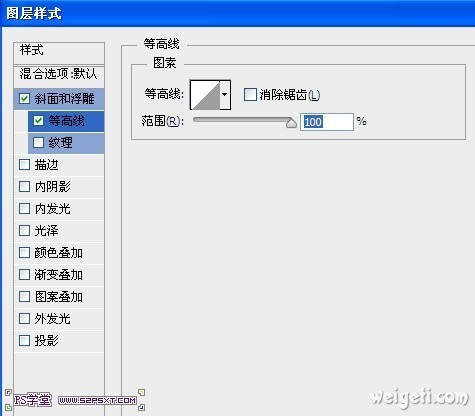 图层样式
样式
混合选项:默认
斜面和浮雕
等高线
纹理
描边
内阴影
内发光
光泽
颜色叠加
渐变叠加
图案叠加
外发光
投影
等高线
图素
等高线:
消除锯齿(L)
范围(R):
100
%
PS学堂 www.52psxt.com
weigeti.com